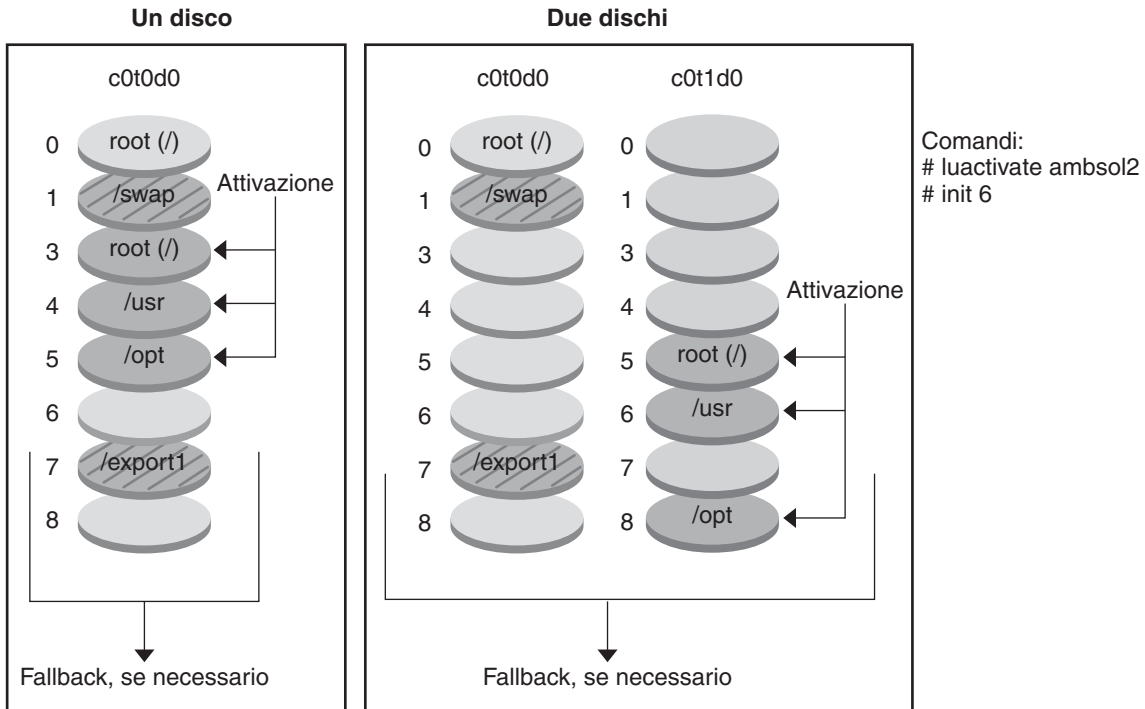 Un disco
c0t0d0
0 root (/)
1 /swap
Attivazione
3 root (/)
4 /usr
5 /opt
6
7 /export1
8
Fallback, se necessario
Due dischi
c0t0d0
0 root (/)
1 /swap
3
4
5
6
7 /export1
8
c0t1d0
0
1
3
4
Attivazione
5 root (/)
6 /usr
7
8 /opt
Fallback, se necessario
Comandi:
# luactivate ambsol2
# init 6